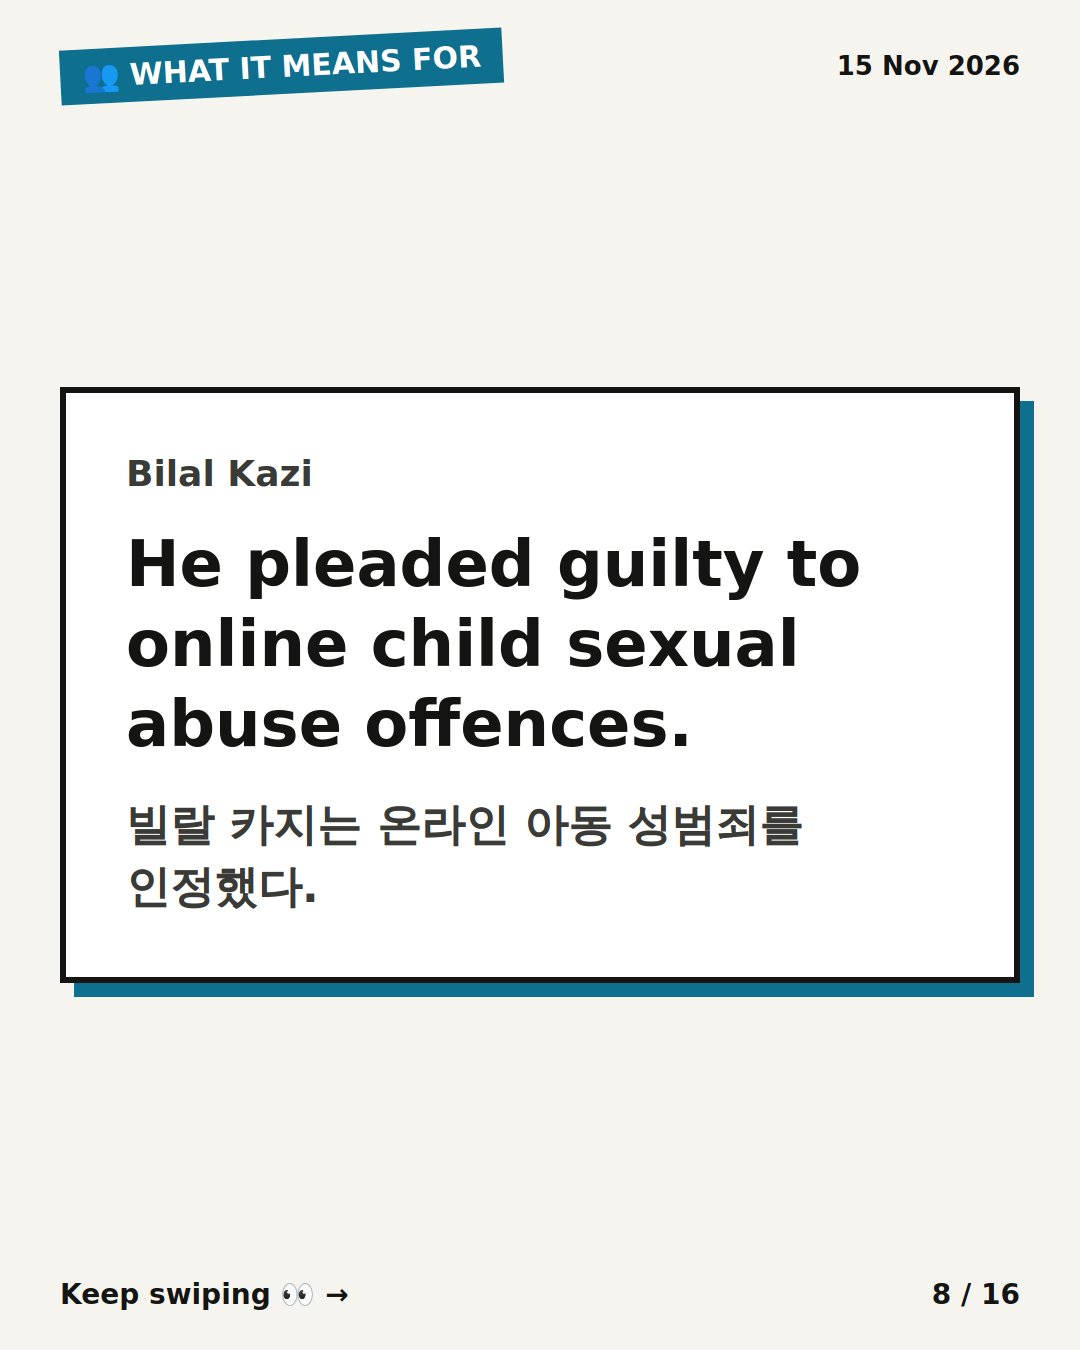 👥 WHAT IT MEANS FOR
15 Nov 2026
Bilal Kazi
He pleaded guilty to
online child sexual
abuse offences.
빌랄 카지는 온라인 아동 성범죄를
인정했다.
Keep swiping 👀 →
8 / 16